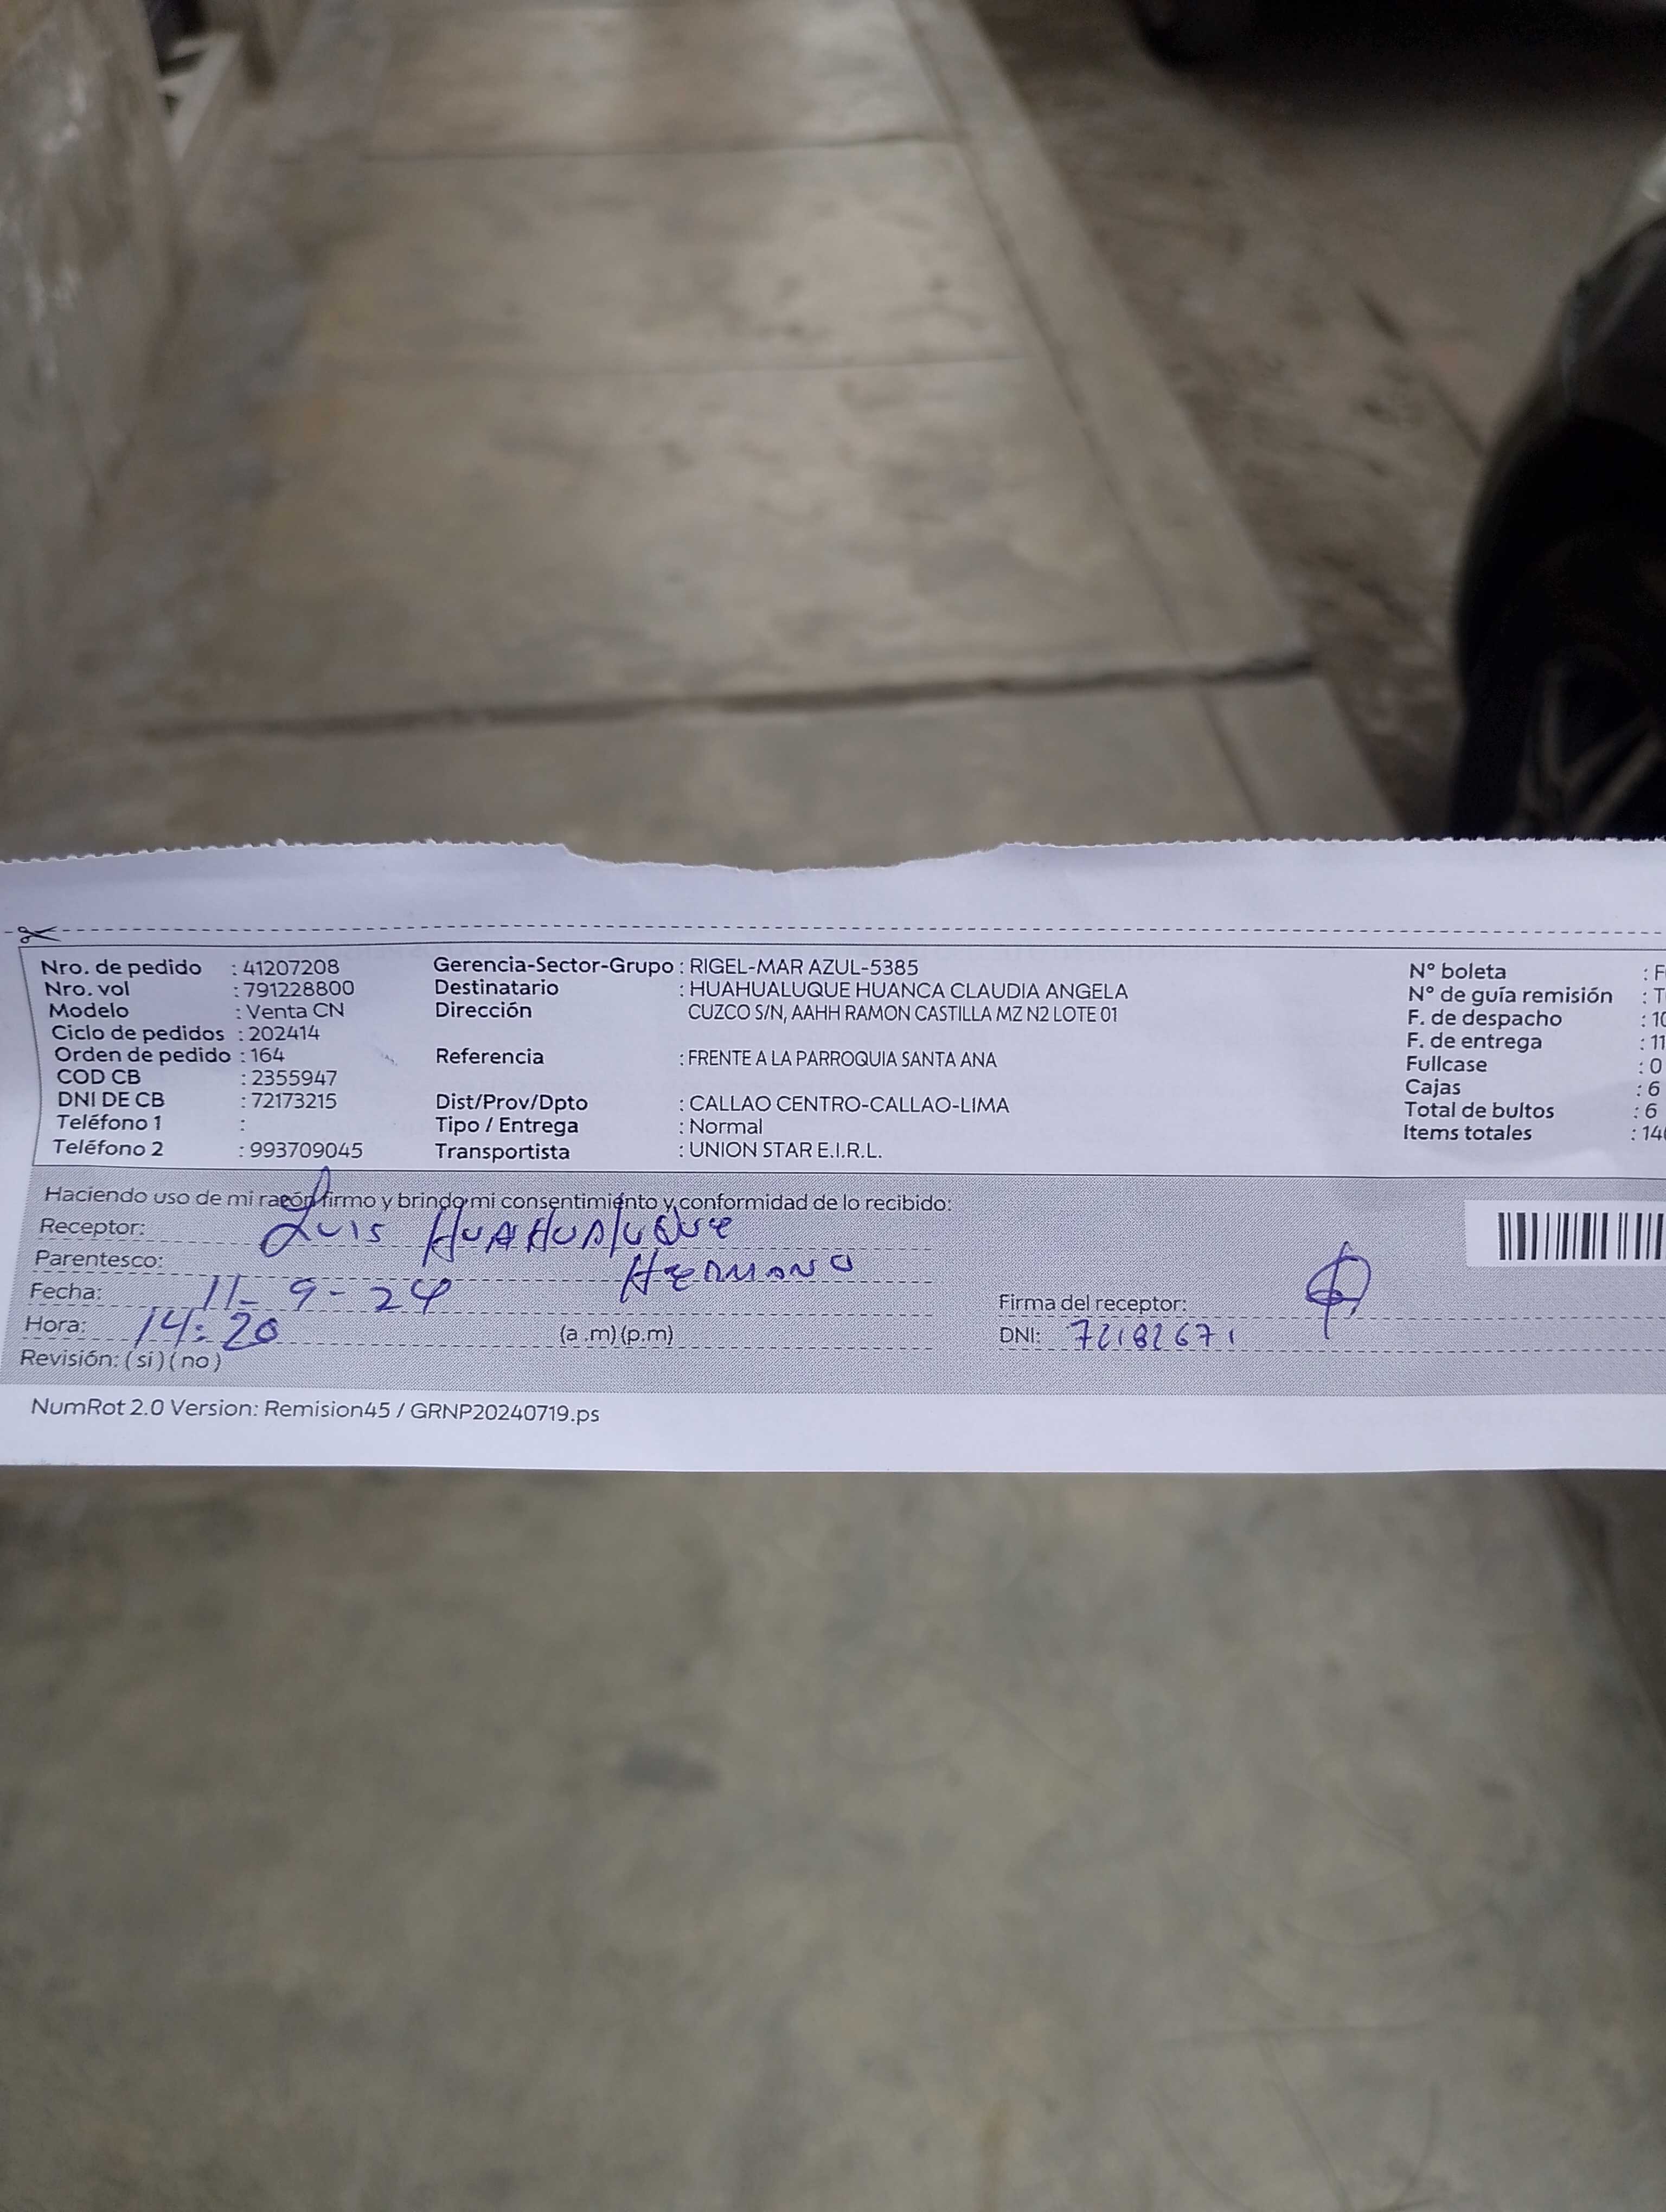 Nro. de pedido : 41207208
Nro. vol : 791228800
Modelo : Venta CN
Ciclo de pedidos : 202414
Orden de pedido : 164
COD CB : 2355947
DNI DE CB : 72173215
Teléfono 1 :
Teléfono 2 : 993709045
Gerencia-Sector-Grupo : RIGEL-MAR AZUL-5385
Destinatario : HUAHUALUQUE HUANCA CLAUDIA ANGELA
Dirección CUZCO S/N, AAHH RAMON CASTILLA MZ N2 LOTE 01
Referencia : FRENTE A LA PARROQUIA SANTA ANA
Dist/Prov/Dpto : CALLAO CENTRO-CALLAO-LIMA
Tipo / Entrega : Normal
Transportista : UNION STAR E.I.R.L.
N° boleta : F
N° de guía remisión : T
F. de despacho : 10
F. de entrega : 11
Fullcase : 0
Cajas : 6
Total de bultos : 6
Items totales : 14
Haciendo uso de mi razón firmo y brindo mi consentimiento y conformidad de lo recibido:
Receptor: Luis HUAHUAluque
Parentesco: HERMANO
Fecha: 11-9-24
Hora: 14:20 (a .m) (p.m)
Revisión: ( si ) ( no )
Firma del receptor:
DNI: 72182671
NumRot 2.0 Version: Remision45 / GRNP20240719.ps